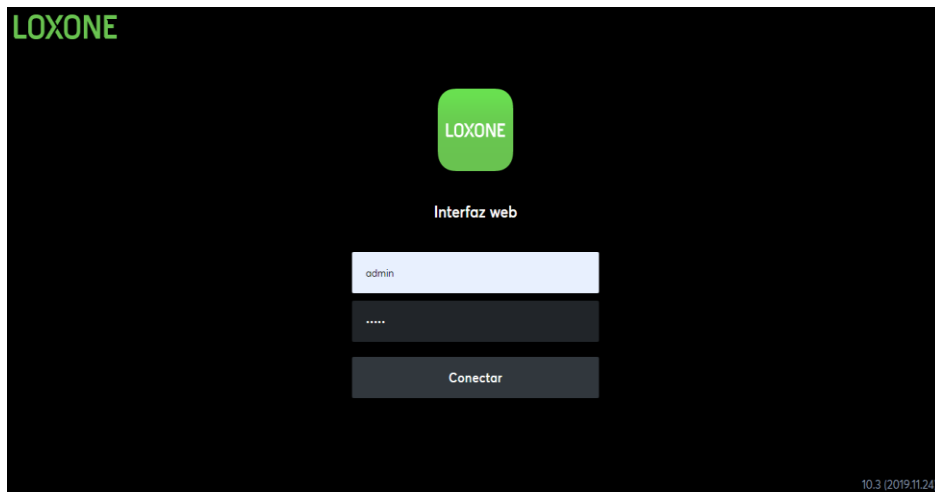 LOXONE
LOXONE
Interfaz web
admin
•••••
Conectar
10.3 (2019.11.24)